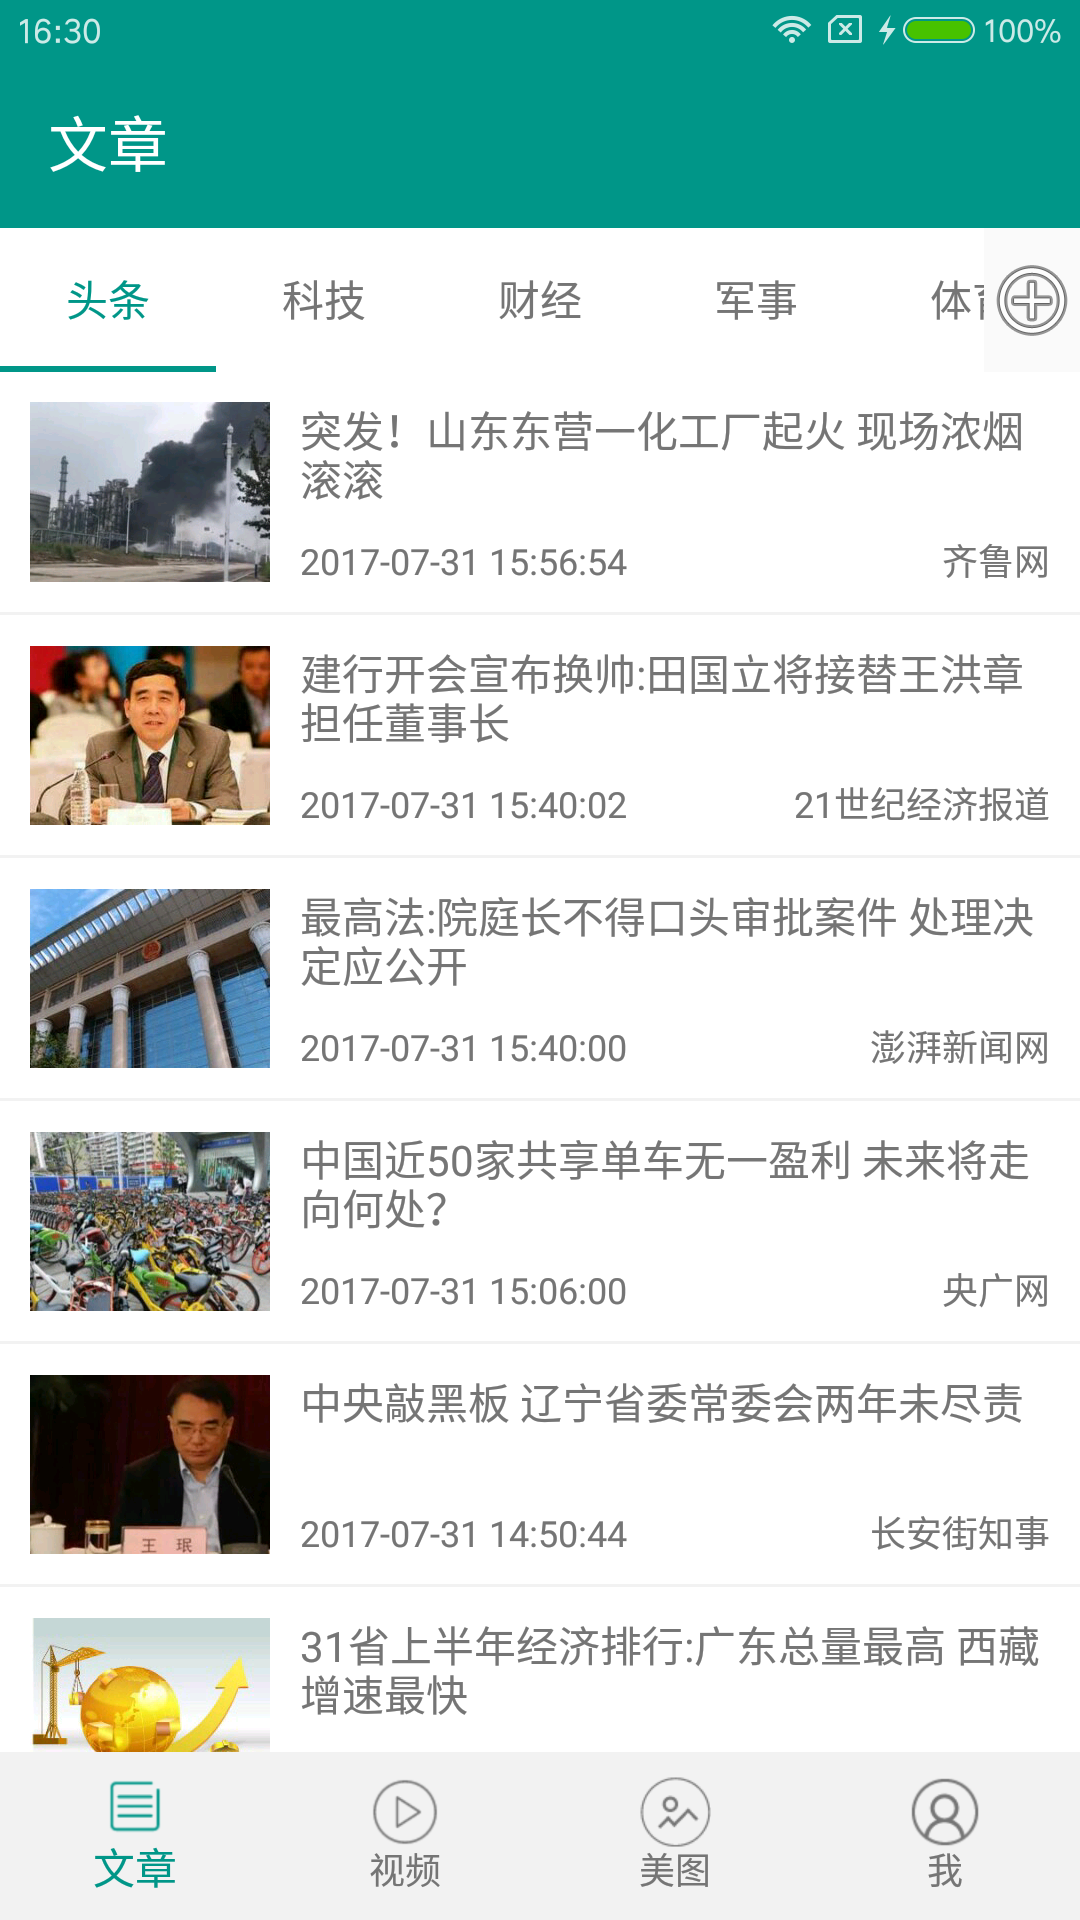 16:30 100%
文章
头条 科技 财经 军事 体育
突发！山东东营一化工厂起火 现场浓烟
滚滚
2017-07-31 15:56:54 齐鲁网
建行开会宣布换帅:田国立将接替王洪章
担任董事长
2017-07-31 15:40:02 21世纪经济报道
最高法:院庭长不得口头审批案件 处理决
定应公开
2017-07-31 15:40:00 澎湃新闻网
中国近50家共享单车无一盈利 未来将走
向何处?
2017-07-31 15:06:00 央广网
中央敲黑板 辽宁省委常委会两年未尽责
王 珉
2017-07-31 14:50:44 长安街知事
31省上半年经济排行:广东总量最高 西藏
增速最快
文章 视频 美图 我